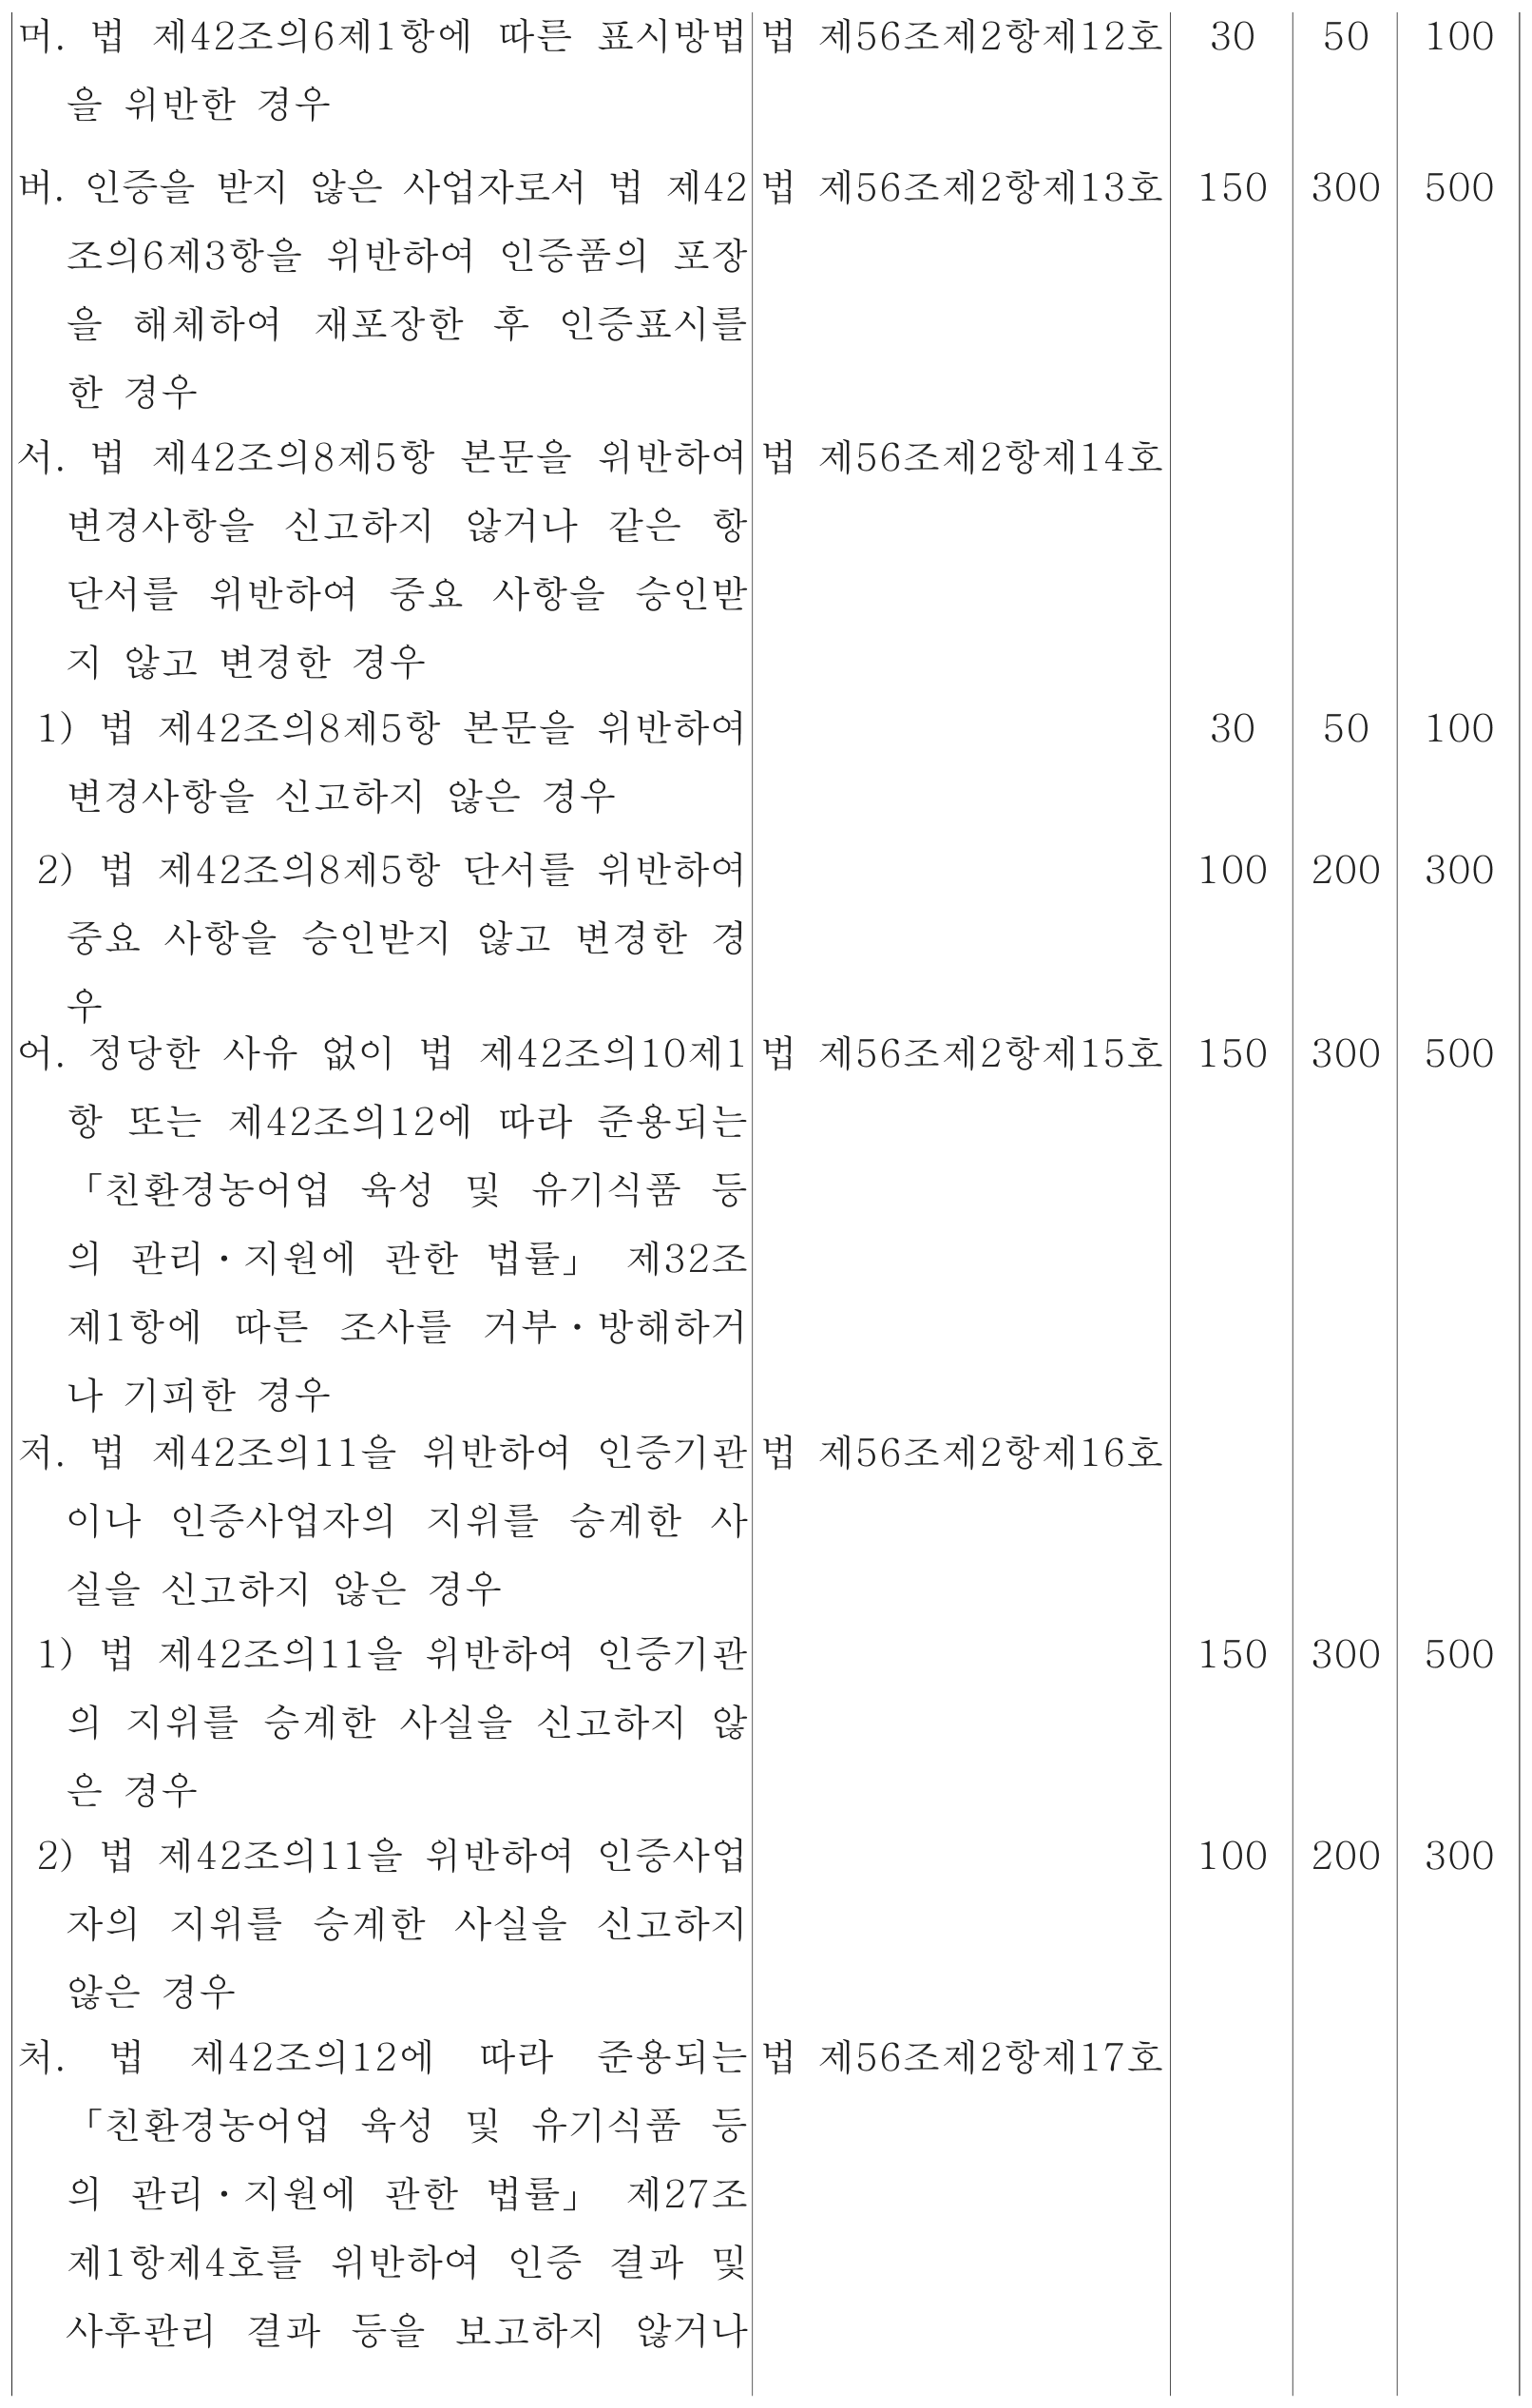 머. 법 제42조의6제1항에 따른 표시방법 법 제56조제2항제12호 30 50 100
을 위반한 경우
버. 인증을 받지 않은 사업자로서 법 제42 법 제56조제2항제13호 150 300 500
조의6제3항을 위반하여 인증품의 포장
을 해체하여 재포장한 후 인증표시를
한 경우
서. 법 제42조의8제5항 본문을 위반하여 법 제56조제2항제14호
변경사항을 신고하지 않거나 같은 항
단서를 위반하여 중요 사항을 승인받
지 않고 변경한 경우
1) 법 제42조의8제5항 본문을 위반하여 30 50 100
변경사항을 신고하지 않은 경우
2) 법 제42조의8제5항 단서를 위반하여 100 200 300
중요 사항을 승인받지 않고 변경한 경
우
어. 정당한 사유 없이 법 제42조의10제1 법 제56조제2항제15호 150 300 500
항 또는 제42조의12에 따라 준용되는
「친환경농어업 육성 및 유기식품 등
의 관리·지원에 관한 법률」 제32조
제1항에 따른 조사를 거부·방해하거
나 기피한 경우
저. 법 제42조의11을 위반하여 인증기관 법 제56조제2항제16호
이나 인증사업자의 지위를 승계한 사
실을 신고하지 않은 경우
1) 법 제42조의11을 위반하여 인증기관 150 300 500
의 지위를 승계한 사실을 신고하지 않
은 경우
2) 법 제42조의11을 위반하여 인증사업 100 200 300
자의 지위를 승계한 사실을 신고하지
않은 경우
처. 법 제42조의12에 따라 준용되는 법 제56조제2항제17호
「친환경농어업 육성 및 유기식품 등
의 관리·지원에 관한 법률」 제27조
제1항제4호를 위반하여 인증 결과 및
사후관리 결과 등을 보고하지 않거나